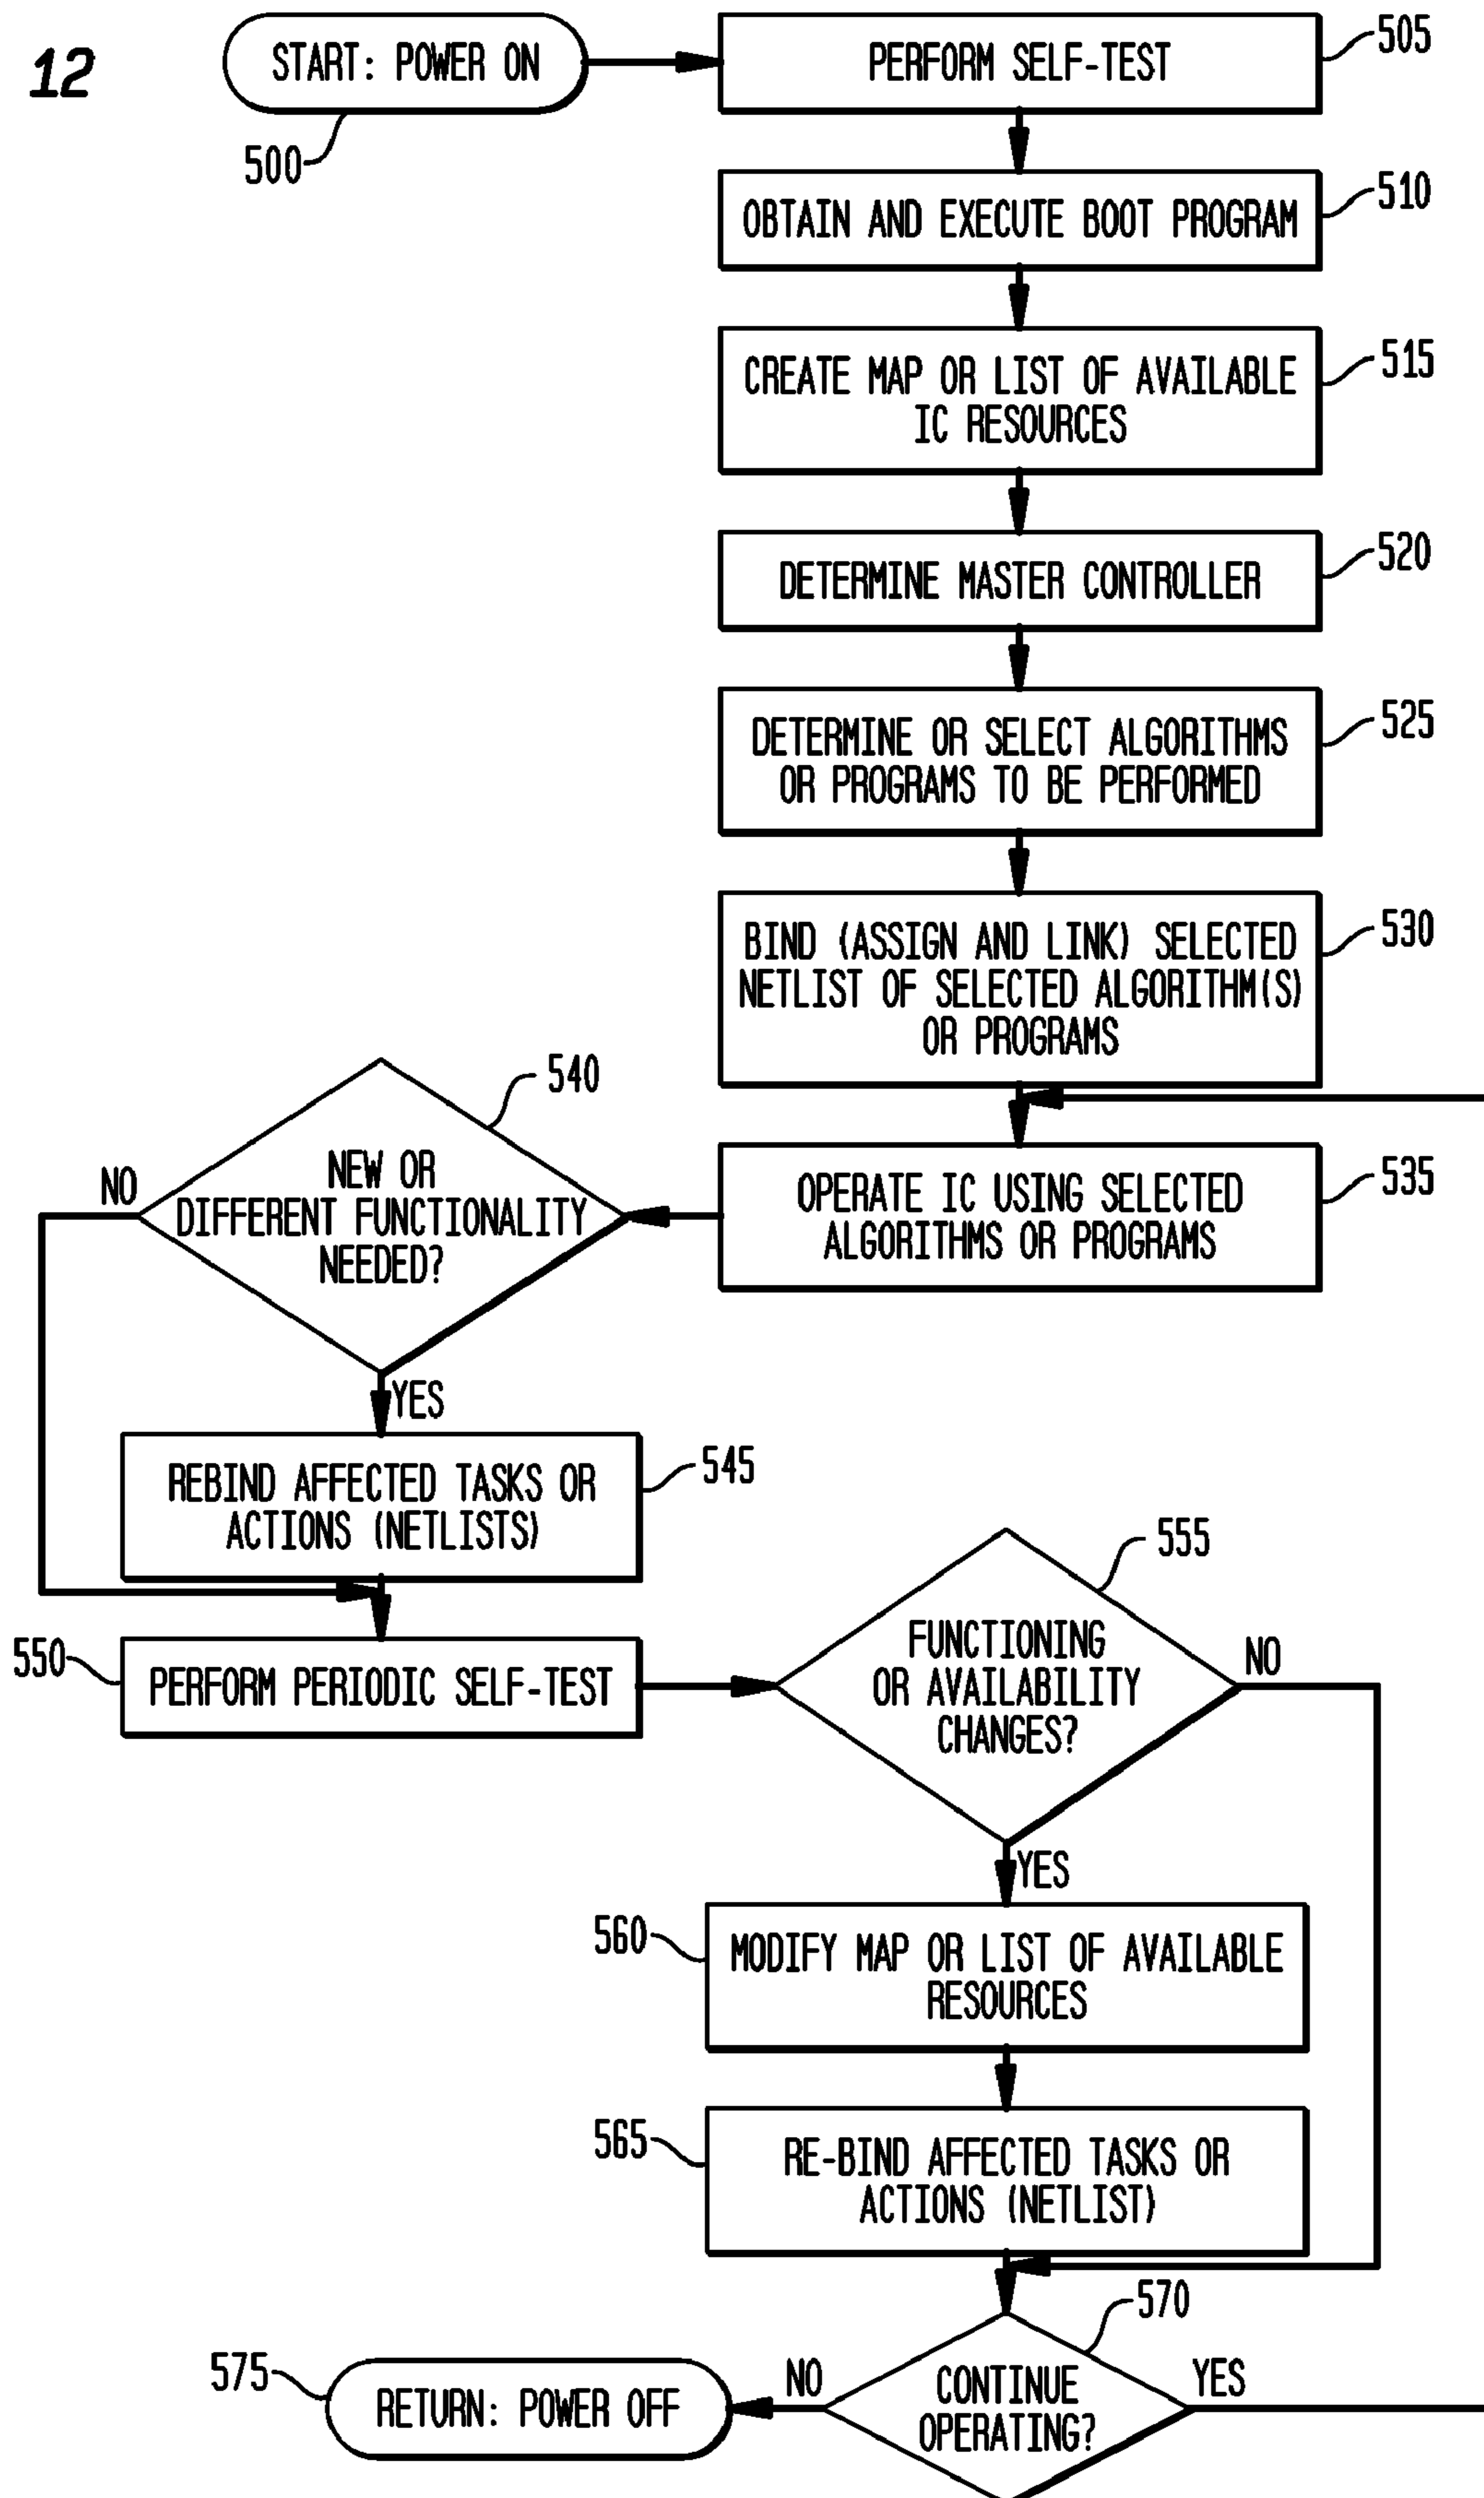 12
START: POWER ON
500
PERFORM SELF-TEST
505
OBTAIN AND EXECUTE BOOT PROGRAM
510
CREATE MAP OR LIST OF AVAILABLE
IC RESOURCES
515
DETERMINE MASTER CONTROLLER
520
DETERMINE OR SELECT ALGORITHMS
OR PROGRAMS TO BE PERFORMED
525
BIND (ASSIGN AND LINK) SELECTED
NETLIST OF SELECTED ALGORITHM(S)
OR PROGRAMS
530
OPERATE IC USING SELECTED
ALGORITHMS OR PROGRAMS
535
540
NEW OR
DIFFERENT FUNCTIONALITY
NEEDED?
NO
YES
REBIND AFFECTED TASKS OR
ACTIONS (NETLISTS)
545
550
PERFORM PERIODIC SELF-TEST
555
FUNCTIONING
OR AVAILABILITY
CHANGES?
NO
YES
560
MODIFY MAP OR LIST OF AVAILABLE
RESOURCES
565
RE-BIND AFFECTED TASKS OR
ACTIONS (NETLIST)
570
CONTINUE
OPERATING?
YES
NO
575
RETURN: POWER OFF